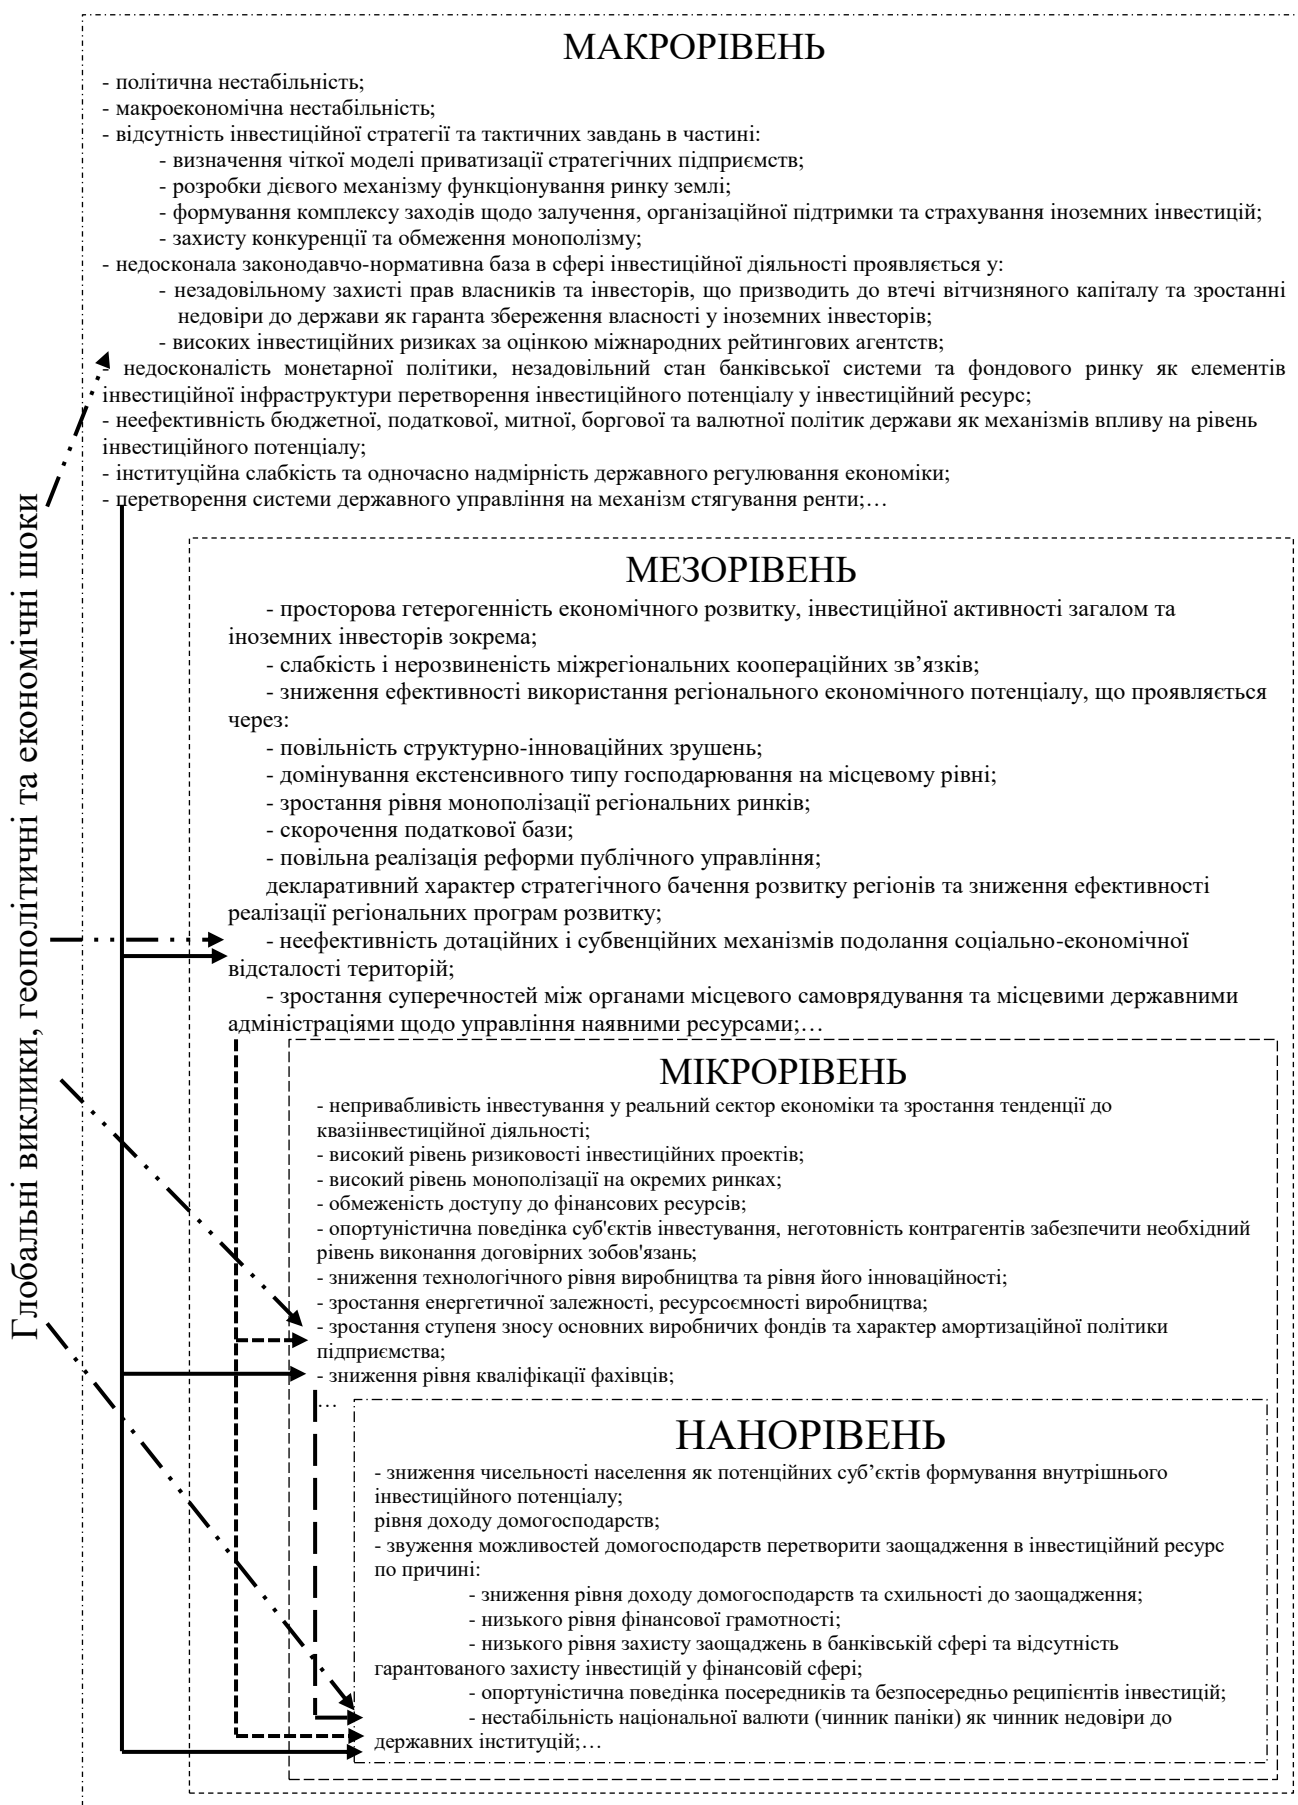 МАКРОРІВЕНЬ
- політична нестабільність;
- макроекономічна нестабільність;
- відсутність інвестиційної стратегії та тактичних завдань в частині:
- визначення чіткої моделі приватизації стратегічних підприємств;
- розробки дієвого механізму функціонування ринку землі;
- формування комплексу заходів щодо залучення, організаційної підтримки та страхування іноземних інвестицій;
- захисту конкуренції та обмеження монополізму;
- недосконала законодавчо-нормативна база в сфері інвестиційної діяльності проявляється у:
- незадовільному захисті прав власників та інвесторів, що призводить до втечі вітчизняного капіталу та зростанні
недовіри до держави як гаранта збереження власності у іноземних інвесторів;
- високих інвестиційних ризиках за оцінкою міжнародних рейтингових агентств;
- недосконалість монетарної політики, незадовільний стан банківської системи та фондового ринку як елементів
інвестиційної інфраструктури перетворення інвестиційного потенціалу у інвестиційний ресурс;
- неефективність бюджетної, податкової, митної, боргової та валютної політик держави як механізмів впливу на рівень
інвестиційного потенціалу;
- інституційна слабкість та одночасно надмірність державного регулювання економіки;
- перетворення системи державного управління на механізм стягування ренти;…
Глобальні виклики, геополітичні та економічні шоки
МЕЗОРІВЕНЬ
- просторова гетерогенність економічного розвитку, інвестиційної активності загалом та
іноземних інвесторів зокрема;
- слабкість і нерозвиненість міжрегіональних коопераційних зв’язків;
- зниження ефективності використання регіонального економічного потенціалу, що проявляється
через:
- повільність структурно-інноваційних зрушень;
- домінування екстенсивного типу господарювання на місцевому рівні;
- зростання рівня монополізації регіональних ринків;
- скорочення податкової бази;
- повільна реалізація реформи публічного управління;
декларативний характер стратегічного бачення розвитку регіонів та зниження ефективності
реалізації регіональних програм розвитку;
- неефективність дотаційних і субвенційних механізмів подолання соціально-економічної
відсталості територій;
- зростання суперечностей між органами місцевого самоврядування та місцевими державними
адміністраціями щодо управління наявними ресурсами;…
МІКРОРІВЕНЬ
- непривабливість інвестування у реальний сектор економіки та зростання тенденції до
квазіінвестиційної діяльності;
- високий рівень ризиковості інвестиційних проектів;
- високий рівень монополізації на окремих ринках;
- обмеженість доступу до фінансових ресурсів;
- опортуністична поведінка суб'єктів інвестування, неготовність контрагентів забезпечити необхідний
рівень виконання договірних зобов'язань;
- зниження технологічного рівня виробництва та рівня його інноваційності;
- зростання енергетичної залежності, ресурсоємності виробництва;
- зростання ступеня зносу основних виробничих фондів та характер амортизаційної політики
підприємства;
- зниження рівня кваліфікації фахівців;
…
НАНОРІВЕНЬ
- зниження чисельності населення як потенційних суб’єктів формування внутрішнього
інвестиційного потенціалу;
рівня доходу домогосподарств;
- звуження можливостей домогосподарств перетворити заощадження в інвестиційний ресурс
по причині:
- зниження рівня доходу домогосподарств та схильності до заощадження;
- низького рівня фінансової грамотності;
- низького рівня захисту заощаджень в банківській сфері та відсутність
гарантованого захисту інвестицій у фінансовій сфері;
- опортуністична поведінка посередників та безпосередньо реципієнтів інвестицій;
- нестабільність національної валюти (чинник паніки) як чинник недовіри до
державних інституцій;…